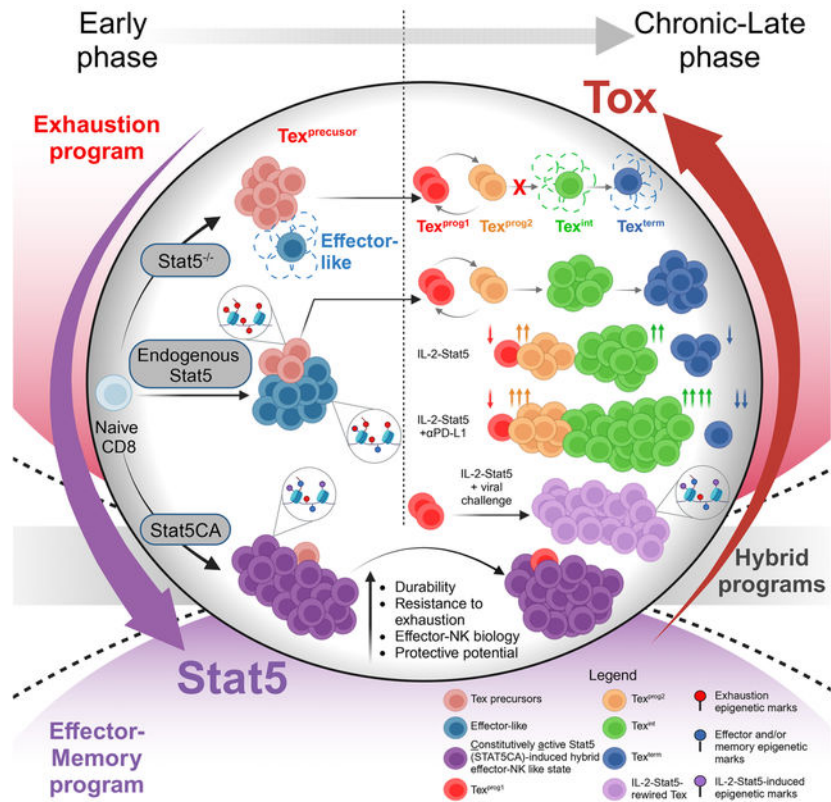 Early
phase
Chronic-Late
phase
Exhaustion
program
Tox
Tex^precusor
Tex^prog1
X
Tex^prog2
Tex^int
Tex^term
Effector-
like
Stat5^-/-
Endogenous
Stat5
IL-2-Stat5
IL-2-Stat5
+αPD-L1
Naive
CD8
IL-2-Stat5
+ viral
challenge
Stat5CA
• Durability
• Resistance to
exhaustion
• Effector-NK biology
• Protective potential
Hybrid
programs
Stat5
Effector-
Memory
program
Legend
Tex precursors
Effector-like
Constitutively active Stat5
(STAT5CA)-induced hybrid
effector-NK like state
Tex^prog1
Tex^prog2
Tex^int
Tex^term
IL-2-Stat5-
rewired Tex
Exhaustion
epigenetic marks
Effector and/or
memory epigenetic
marks
IL-2-Stat5-induced
epigenetic marks